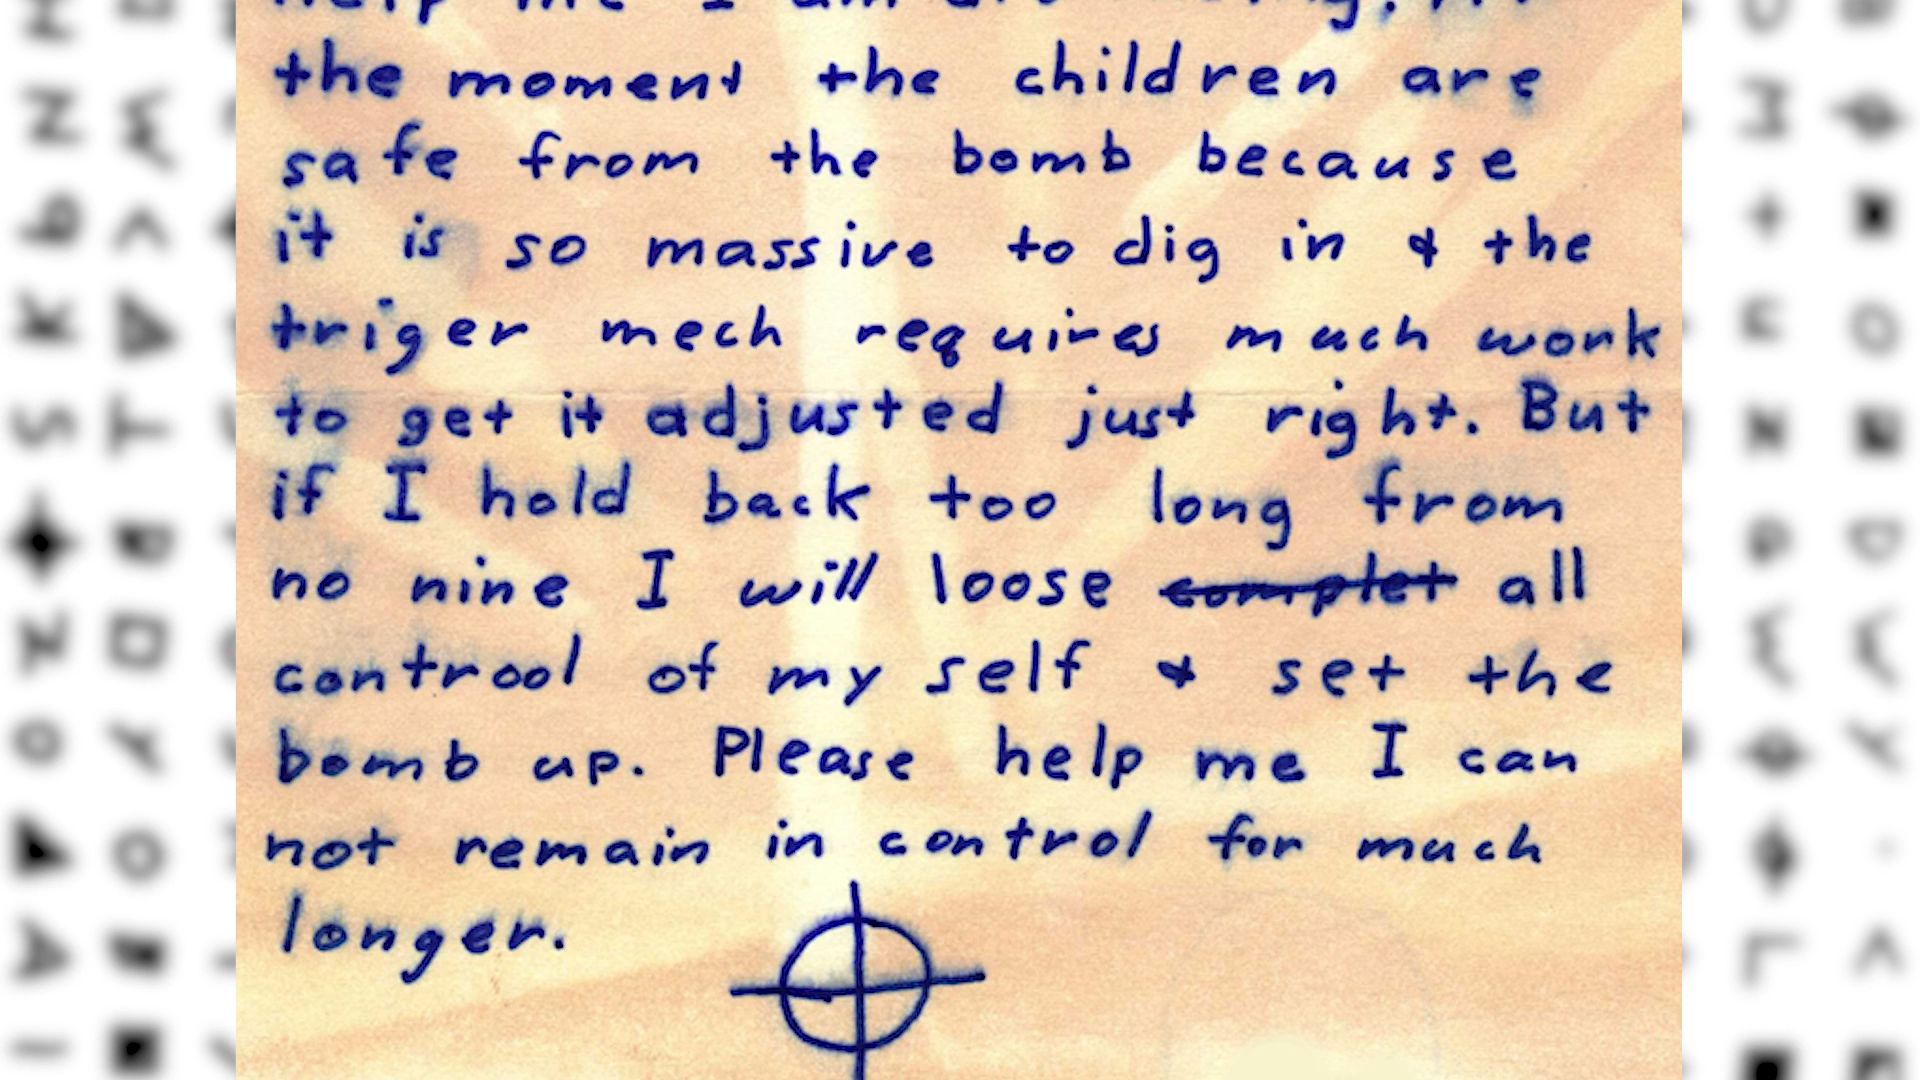 help me I am
the moment the children are
safe from the bomb because
it is so massive to dig in & the
triger mech requires much work
to get it adjusted just right. But
if I hold back too long from
no nine I will loose complet all
controol of my self & set the
bomb up. Please help me I can
not remain in control for much
longer.